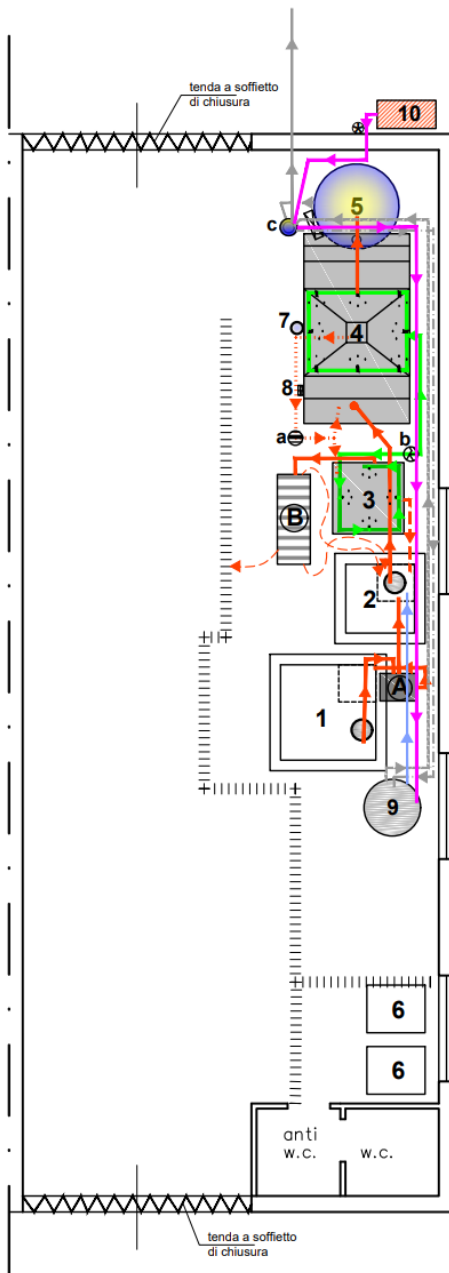 tenda a soffietto
di chiusura
10
5
c
7
4
8
a
b
B
3
2
A
1
9
6
6
anti
w.c.
w.c.
tenda a soffietto
di chiusura